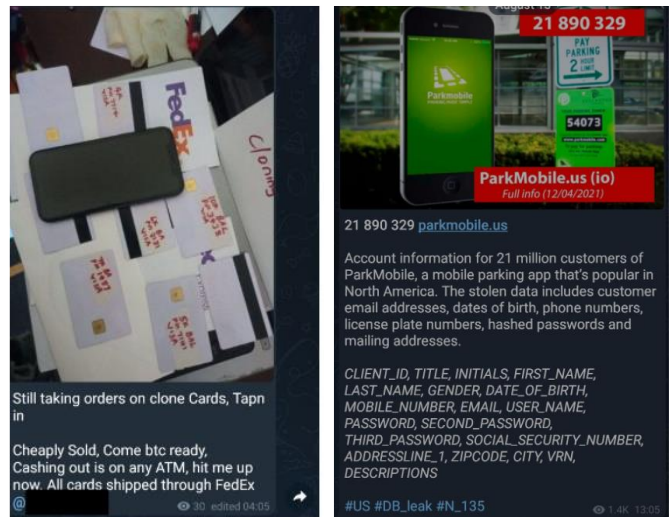 FedEx
Cloning
Still taking orders on clone Cards, Tapn
in
Cheaply Sold, Come btc ready,
Cashing out is on any ATM, hit me up
now. All cards shipped through FedEx
@
30 edited 04:05
21 890 329
PAY
PARKING
2 HOUR
LIMIT
Parkmobile
54073
ParkMobile.us (io)
Full info (12/04/2021)
21 890 329 parkmobile.us
Account information for 21 million customers of
ParkMobile, a mobile parking app that's popular in
North America. The stolen data includes customer
email addresses, dates of birth, phone numbers,
license plate numbers, hashed passwords and
mailing addresses.
CLIENT_ID, TITLE, INITIALS, FIRST_NAME,
LAST_NAME, GENDER, DATE_OF_BIRTH,
MOBILE_NUMBER, EMAIL, USER_NAME,
PASSWORD, SECOND_PASSWORD,
THIRD_PASSWORD, SOCIAL_SECURITY_NUMBER,
ADDRESSLINE_1, ZIPCODE, CITY, VRN,
DESCRIPTIONS
#US #DB_leak #N_135
1.4K 13:05